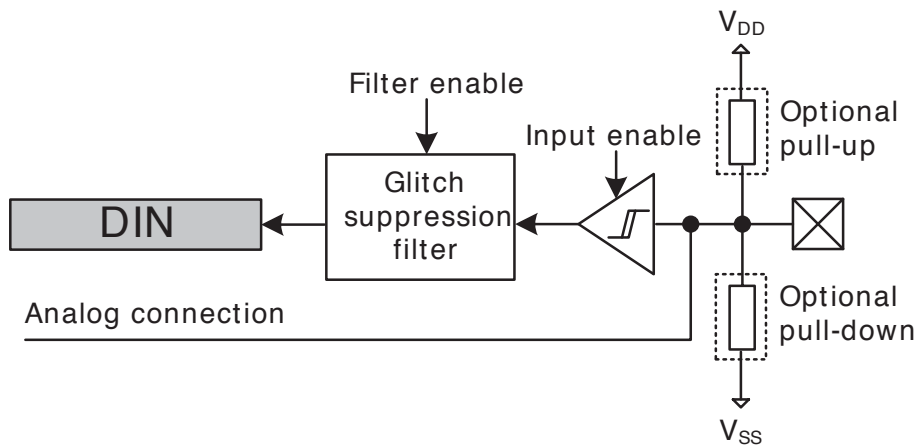 V_DD
Filter enable
Optional
pull-up
Input enable
Glitch
suppression
filter
DIN
Analog connection
Optional
pull-down
V_SS